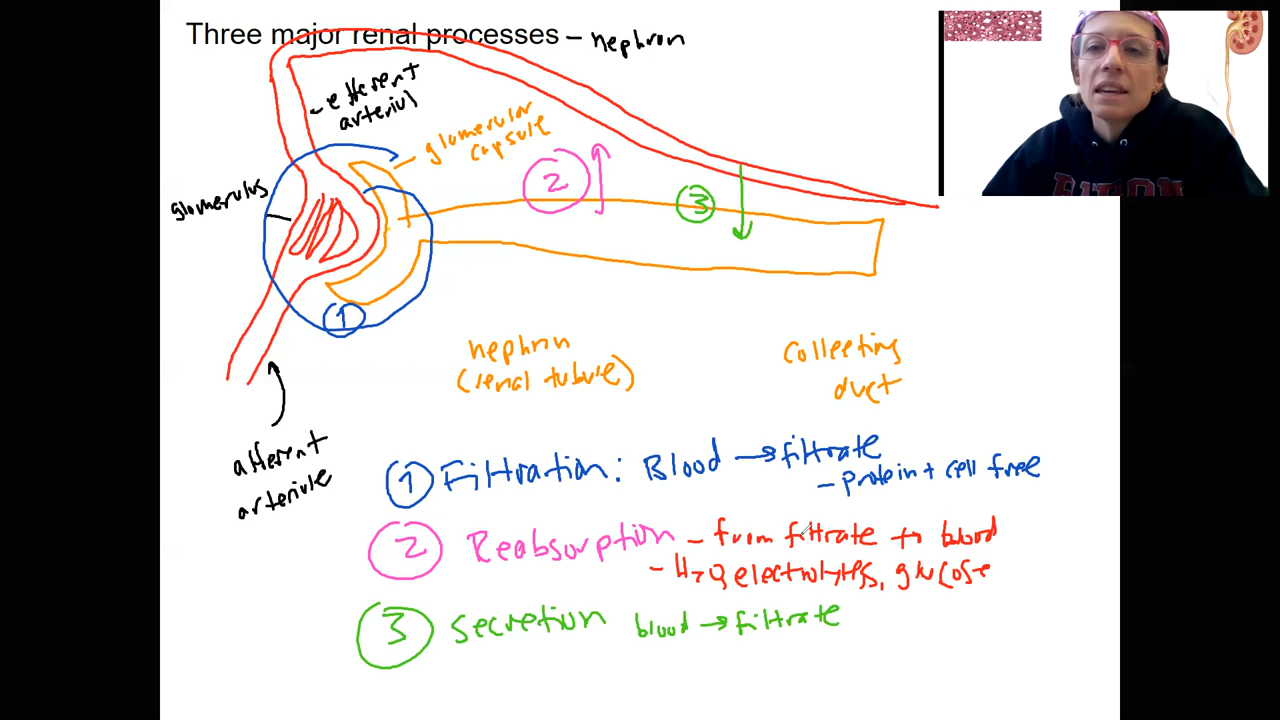 Three major renal processes – nephron
- efferent
arteriol
glomerular
capsule
2
3
glomerulus
1
nephron
(renal tubule)
collecting
duct
afferent
arteriole
1 Filtration: Blood → filtrate
- protein + cell free
2 Reabsorption - from filtrate to blood
- H2O, electrolytes, glucose
3 secretion blood → filtrate